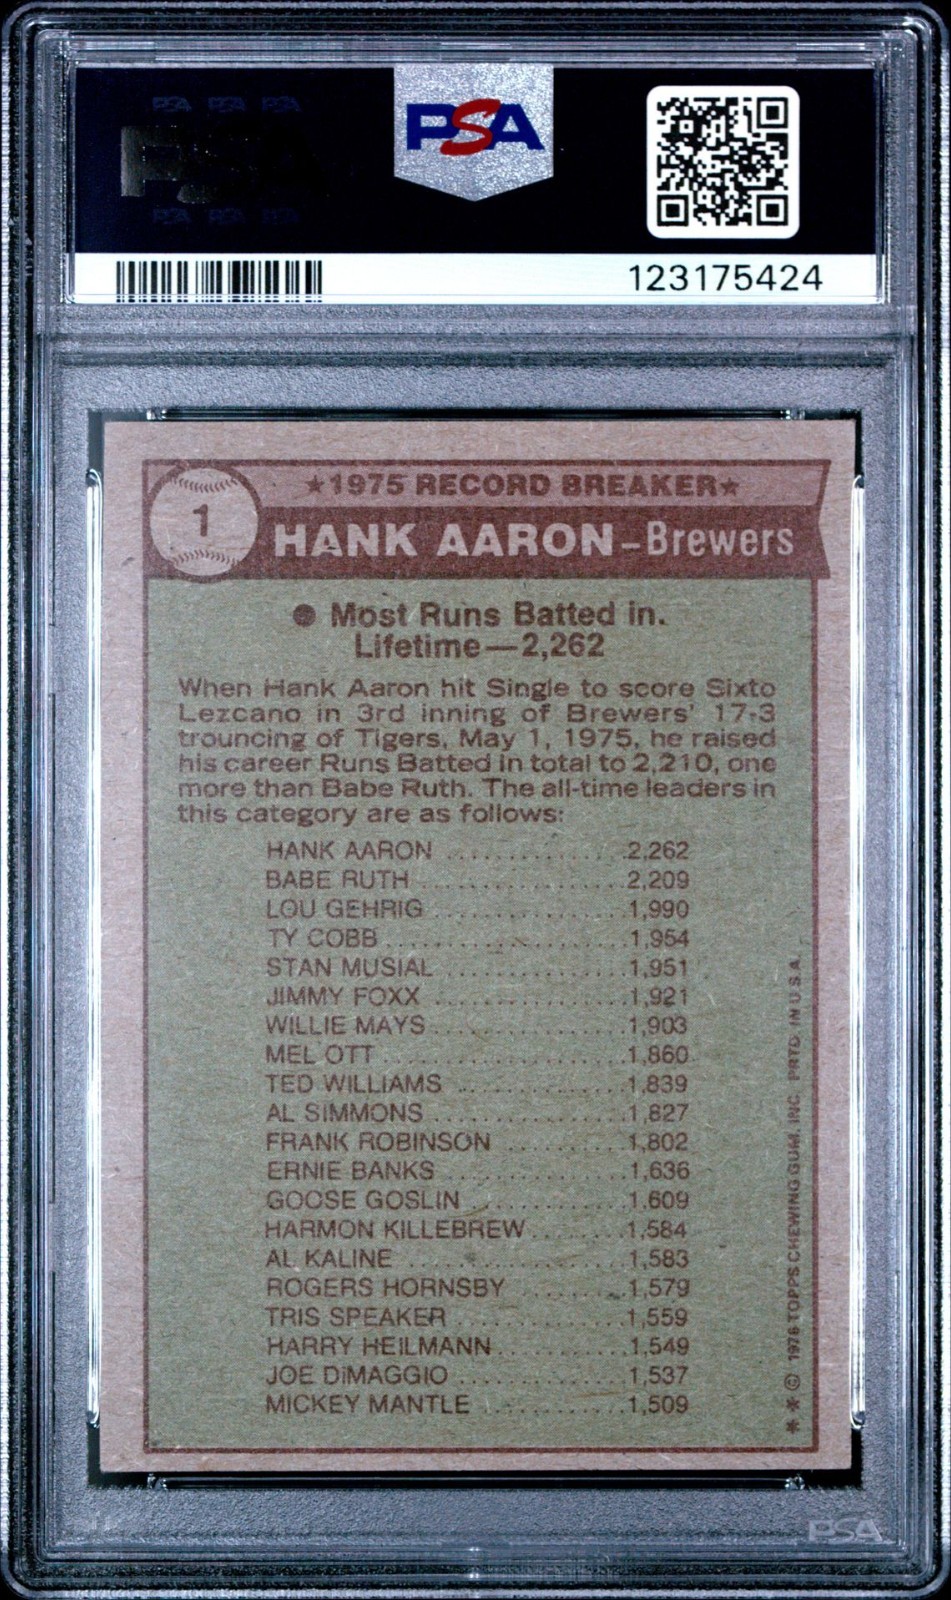 PSA PSA PSA
PSA
PSA PSA PSA
PSA
123175424
1
★1975 RECORD BREAKER★
HANK AARON – Brewers
● Most Runs Batted in.
Lifetime—2,262
When Hank Aaron hit Single to score Sixto
Lezcano in 3rd inning of Brewers' 17-3
trouncing of Tigers, May 1, 1975, he raised
his career Runs Batted in total to 2,210, one
more than Babe Ruth. The all-time leaders in
this category are as follows:
HANK AARON ................2,262
BABE RUTH ..................2,209
LOU GEHRIG .................1,990
TY COBB .....................1,954
STAN MUSIAL ................1,951
JIMMY FOXX .................1,921
WILLIE MAYS .................1,903
MEL OTT .....................1,860
TED WILLIAMS ...............1,839
AL SIMMONS .................1,827
FRANK ROBINSON ...........1,802
ERNIE BANKS ................1,636
GOOSE GOSLIN ..............1,609
HARMON KILLEBREW .........1,584
AL KALINE ...................1,583
ROGERS HORNSBY ..........1,579
TRIS SPEAKER ...............1,559
HARRY HEILMANN ............1,549
JOE DiMAGGIO ...............1,537
MICKEY MANTLE .............1,509
** © 1976 TOPPS CHEWING GUM, INC. PRTD. IN U.S.A.
PSA